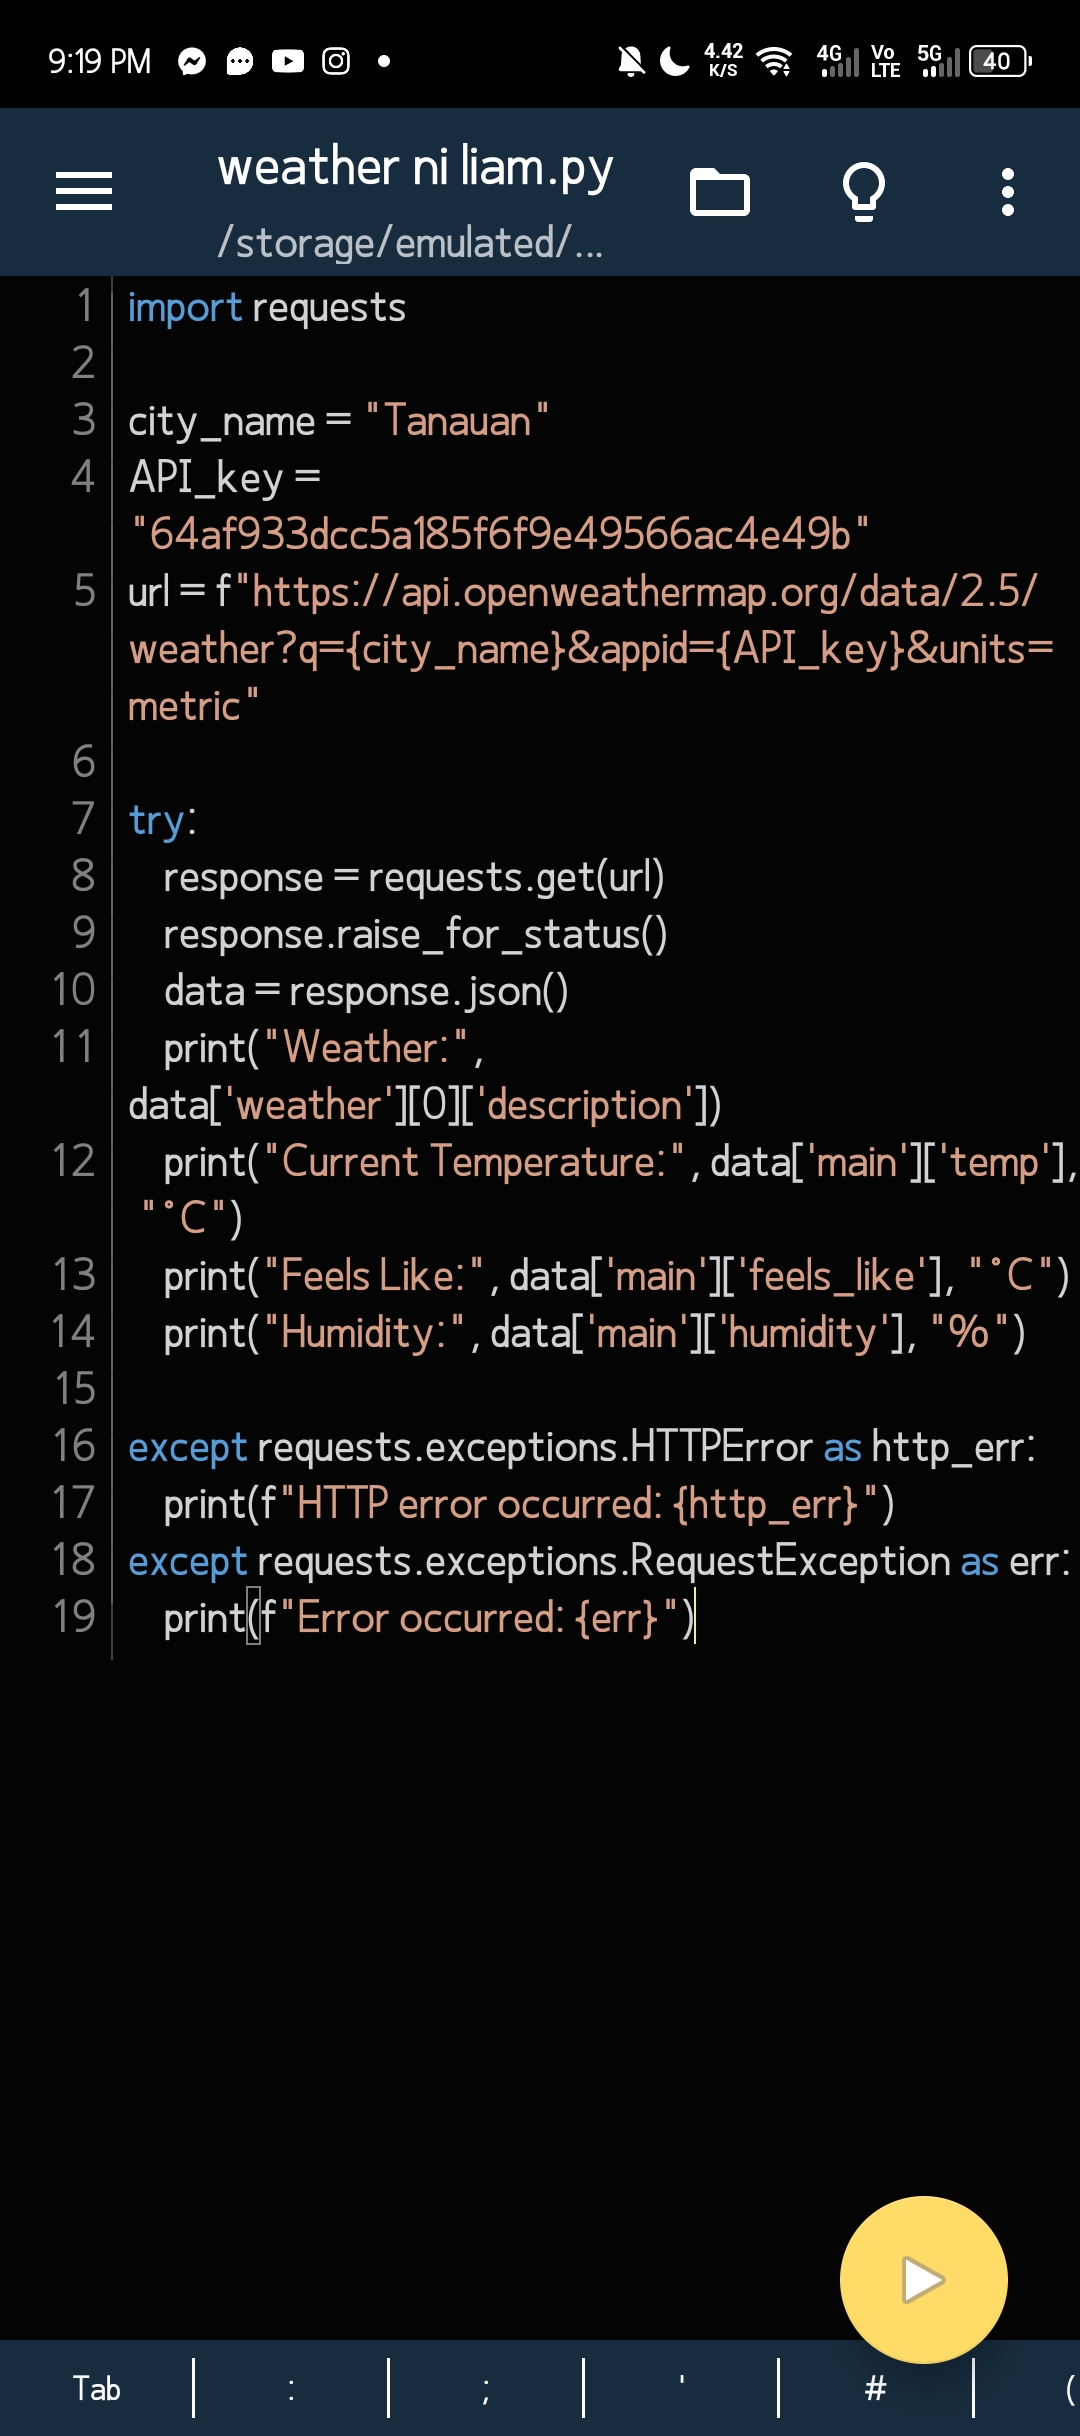 9:19 PM
4.42 K/S
4G
Vo LTE
5G
40
weather ni liam.py
/storage/emulated/...
1 import requests
2
3 city_name = "Tanauan"
4 API_key =
"64af933dcc5a185f6f9e49566ac4e49b"
5 url = f"https://api.openweathermap.org/data/2.5/
weather?q={city_name}&appid={API_key}&units=
metric"
6
7 try:
8 response = requests.get(url)
9 response.raise_for_status()
10 data = response.json()
11 print("Weather:",
data['weather'][0]['description'])
12 print("Current Temperature:", data['main']['temp'],
"°C")
13 print("Feels Like:", data['main']['feels_like'], "°C")
14 print("Humidity:", data['main']['humidity'], "%")
15
16 except requests.exceptions.HTTPError as http_err:
17 print(f"HTTP error occurred: {http_err}")
18 except requests.exceptions.RequestException as err:
19 print(f"Error occurred: {err}")
Tab : ; ' # (